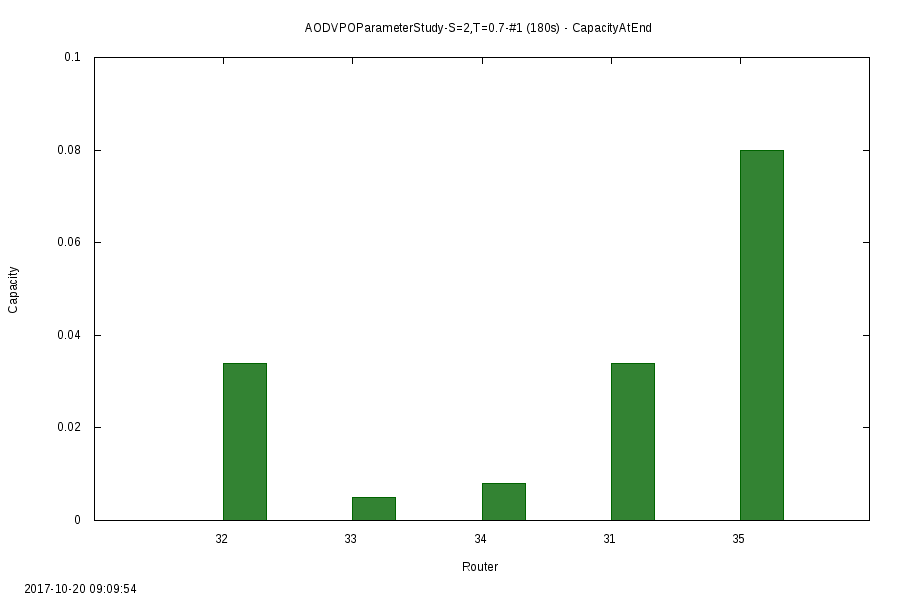 AODVPOParameterStudy-S=2,T=0.7-#1 (180s) - CapacityAtEnd
0.1
0.08
0.06
0.04
0.02
0
Capacity
32 33 34 31 35
Router
2017-10-20 09:09:54